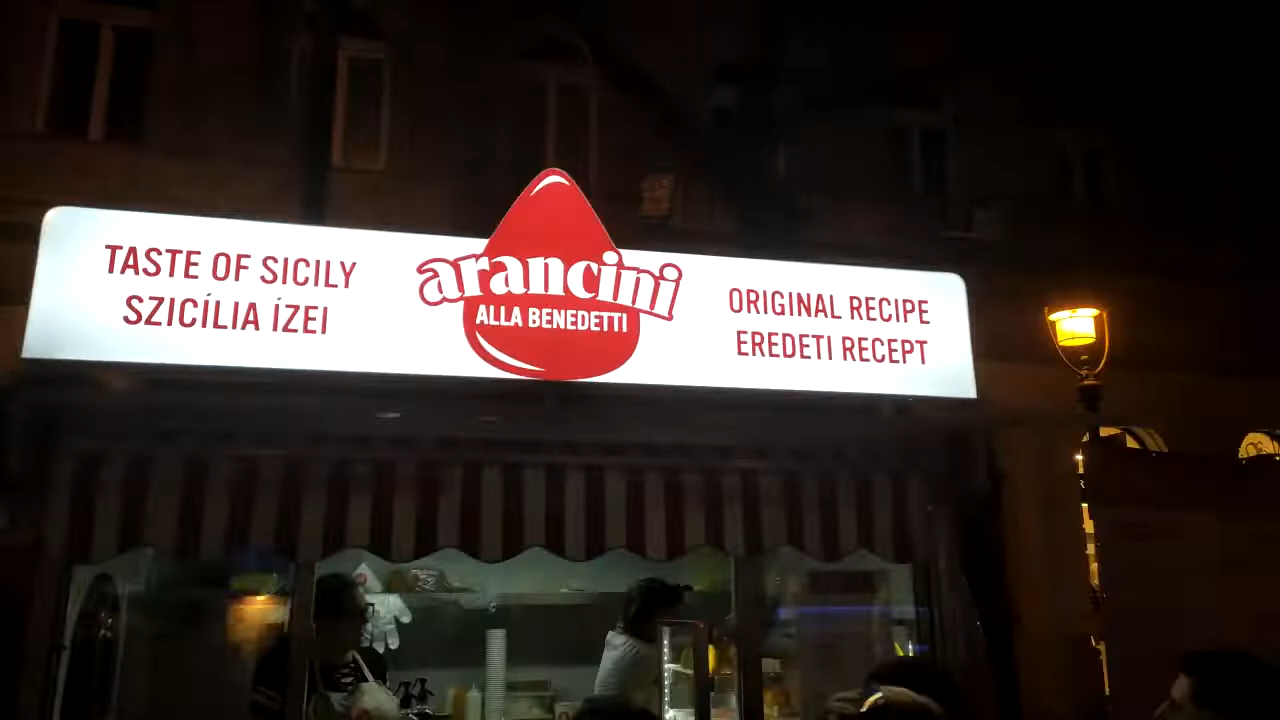 TASTE OF SICILY
SZICÍLIA ÍZEI
arancini
ALLA BENEDETTI
ORIGINAL RECIPE
EREDETI RECEPT